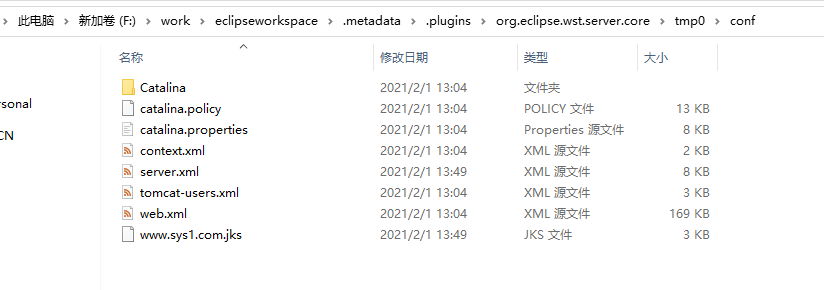 此电脑 › 新加卷 (F:) › work › eclipseworkspace › .metadata › .plugins › org.eclipse.wst.server.core › tmp0 › conf
名称 修改日期 类型 大小
Catalina 2021/2/1 13:04 文件夹
catalina.policy 2021/2/1 13:04 POLICY 文件 13 KB
catalina.properties 2021/2/1 13:04 Properties 源文件 8 KB
context.xml 2021/2/1 13:04 XML 源文件 2 KB
server.xml 2021/2/1 13:49 XML 源文件 8 KB
tomcat-users.xml 2021/2/1 13:04 XML 源文件 3 KB
web.xml 2021/2/1 13:04 XML 源文件 169 KB
www.sys1.com.jks 2021/2/1 13:49 JKS 文件 3 KB
rsonal
CN